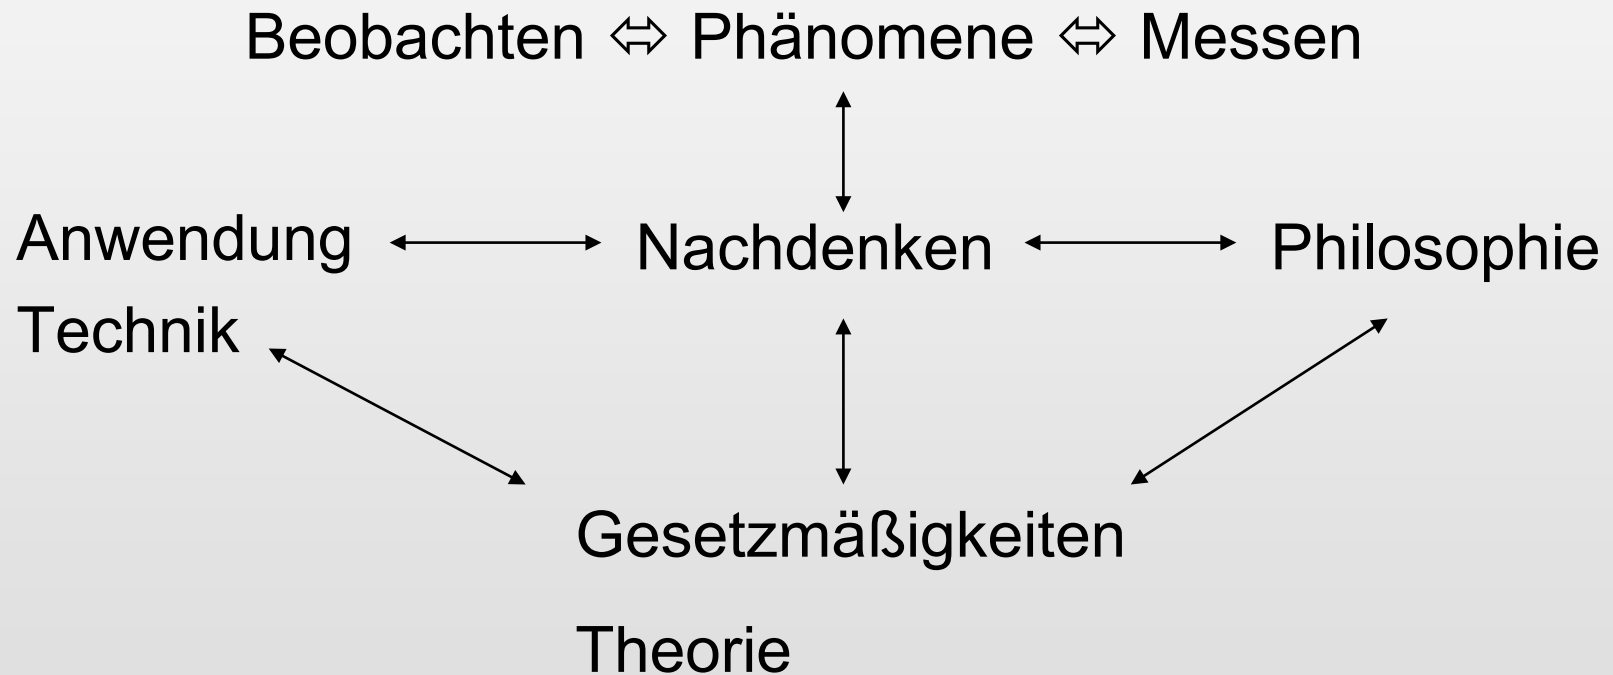 Beobachten ⬄ Phänomene ⬄ Messen
Anwendung Nachdenken Philosophie
Technik
Gesetzmäßigkeiten
Theorie